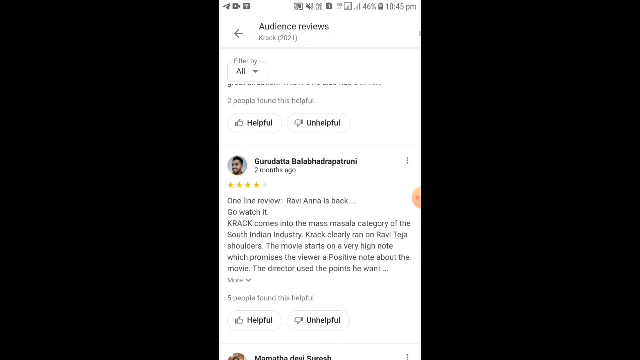 46% 10:45 pm
Audience reviews
Krack (2021)
Filter by
All
2 people found this helpful.
Helpful Unhelpful
Gurudatta Balabhadrapatruni
2 months ago
One line review:- Ravi Anna is back....
Go watch it.
KRACK comes into the mass masala category of the
South Indian Industry. Krack clearly ran on Ravi Teja
shoulders. The movie starts on a very high note
which promises the viewer a Positive note about the
movie. The director used the points he want ...
More
5 people found this helpful.
Helpful Unhelpful
Mamatha devi Suresh